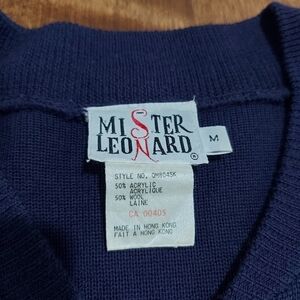 MISTER
LEONARD®
M
STYLE NO. QM8045K
50% ACRYLIC
ACRYLIQUE
50% WOOL
LAINE
CA 00405
MADE IN HONG KONG
FAIT A HONG KONG